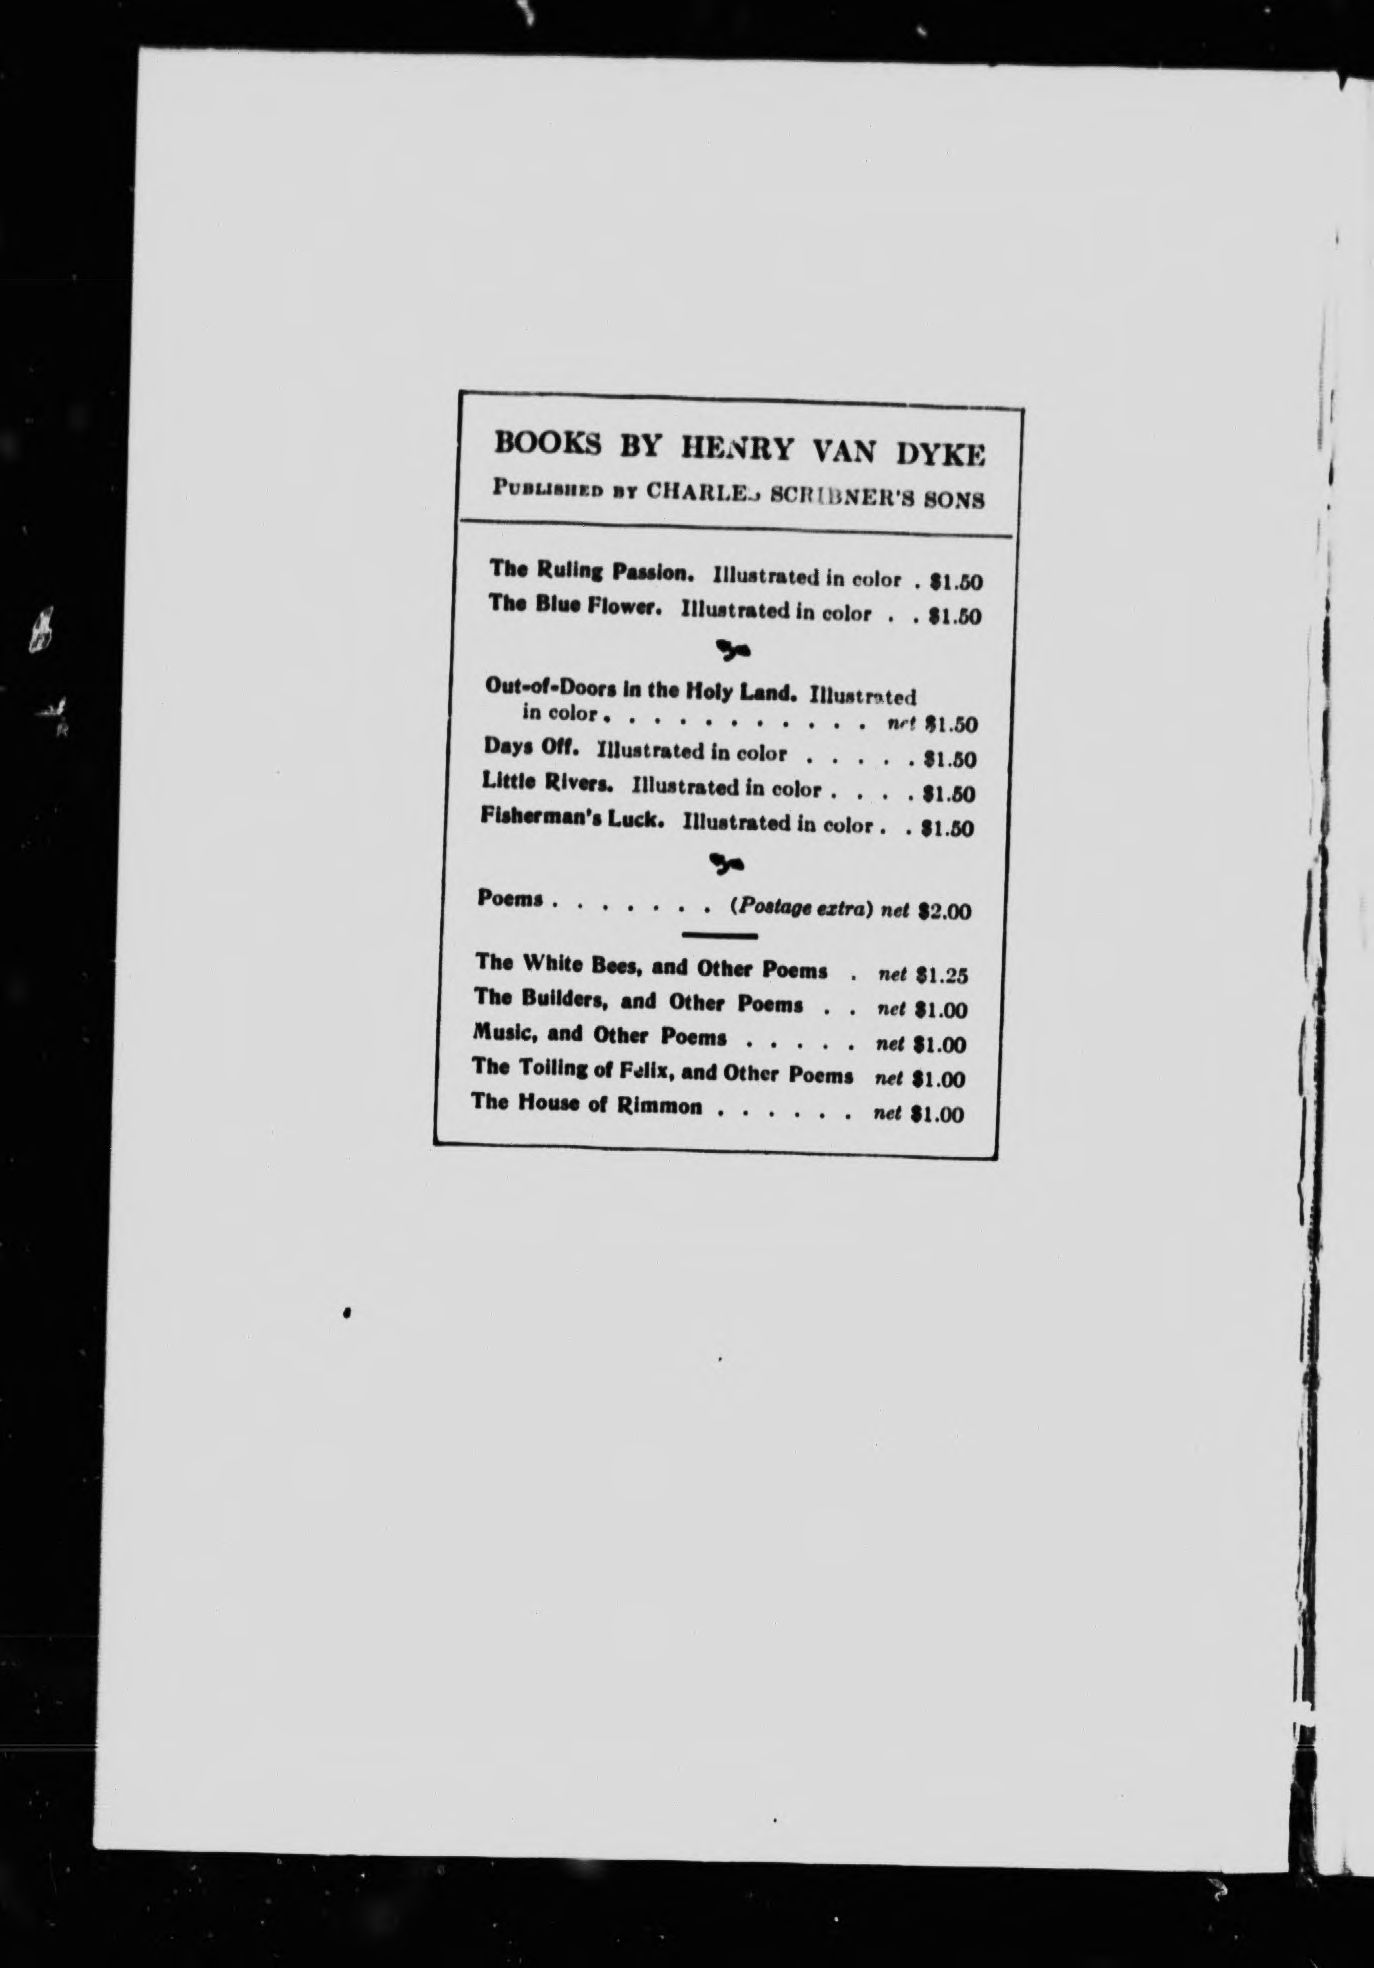 BOOKS BY HENRY VAN DYKE
PUBLISHED BY CHARLES SCRIBNER'S SONS
The Ruling Passion. Illustrated in color . $1.50
The Blue Flower. Illustrated in color . . $1.50
Out-of-Doors in the Holy Land. Illustrated
in color . . . . . . . . . . . net $1.50
Days Off. Illustrated in color . . . . . $1.50
Little Rivers. Illustrated in color . . . . $1.50
Fisherman's Luck. Illustrated in color . . $1.50
Poems . . . . . . . (Postage extra) net $2.00
The White Bees, and Other Poems . net $1.25
The Builders, and Other Poems . . net $1.00
Music, and Other Poems . . . . . net $1.00
The Toiling of Felix, and Other Poems net $1.00
The House of Rimmon . . . . . . net $1.00